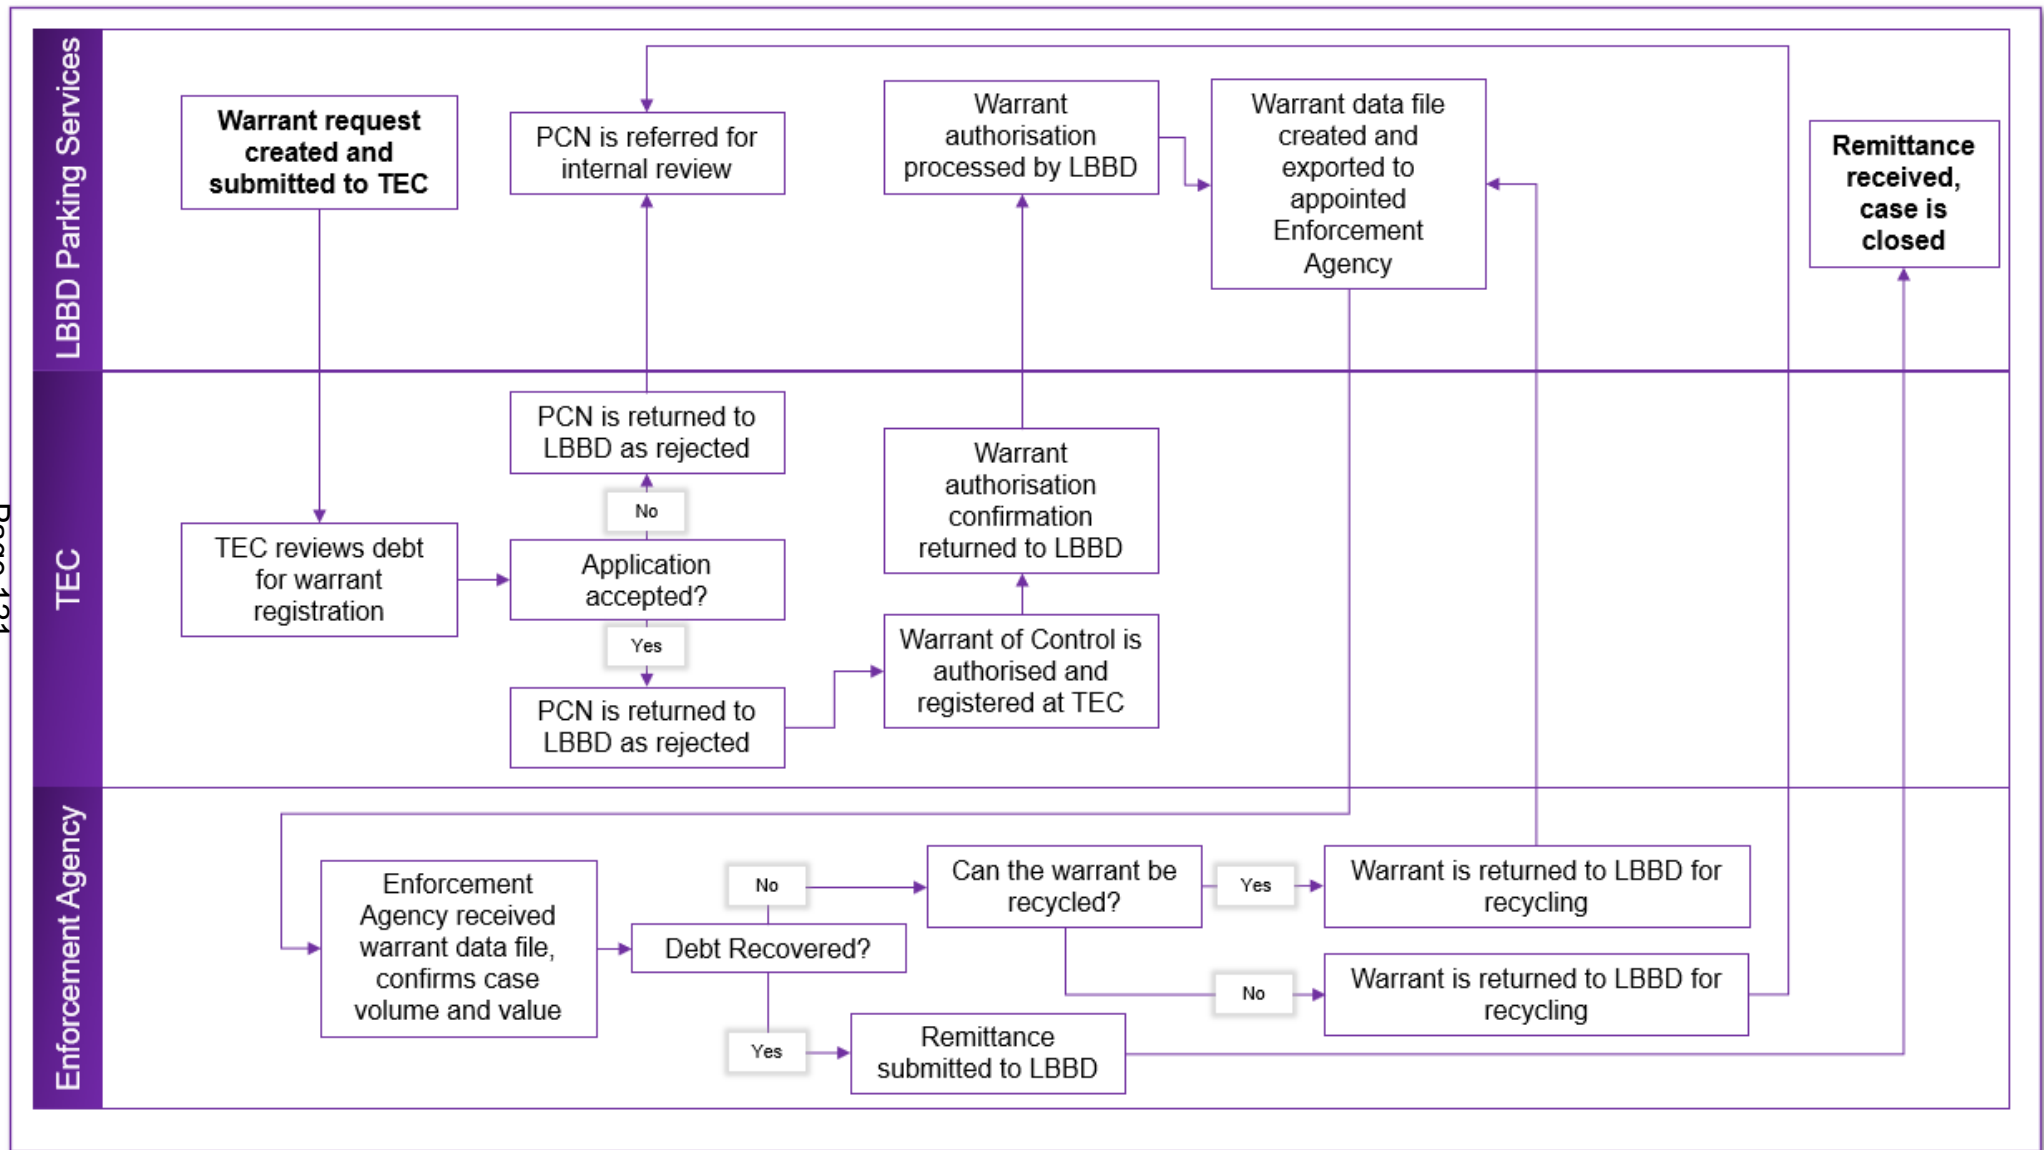 LBBD Parking Services
Warrant request
created and
submitted to TEC
PCN is referred for
internal review
Warrant
authorisation
processed by LBBD
Warrant data file
created and
exported to
appointed
Enforcement
Agency
Remittance
received,
case is
closed
TEC
TEC reviews debt
for warrant
registration
PCN is returned to
LBBD as rejected
No
Application
accepted?
Yes
PCN is returned to
LBBD as rejected
Warrant
authorisation
confirmation
returned to LBBD
Warrant of Control is
authorised and
registered at TEC
Enforcement Agency
Enforcement
Agency received
warrant data file,
confirms case
volume and value
No
Debt Recovered?
Yes
Remittance
submitted to LBBD
Can the warrant be
recycled?
Yes
Warrant is returned to LBBD for
recycling
No
Warrant is returned to LBBD for
recycling